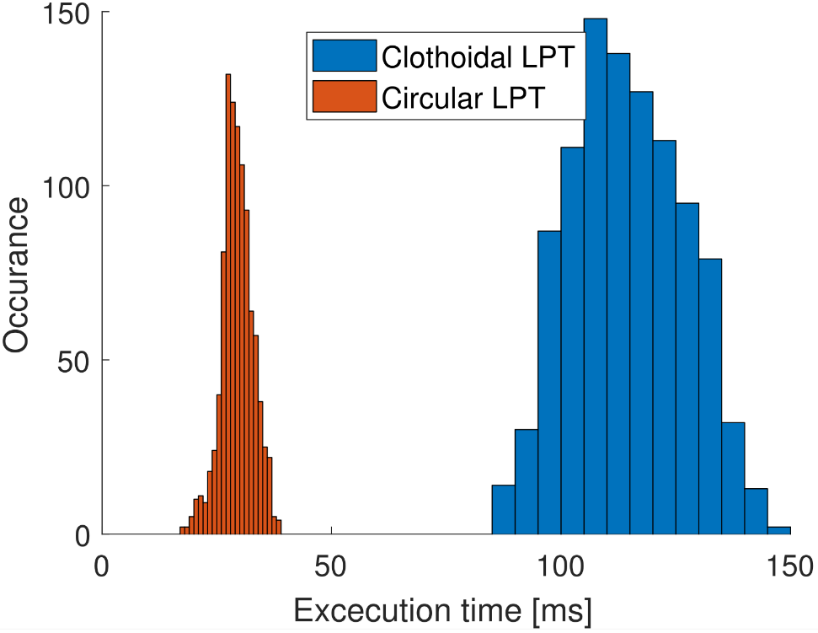 150
100
50
0
Occurance
Clothoidal LPT
Circular LPT
0 50 100 150
Excecution time [ms]